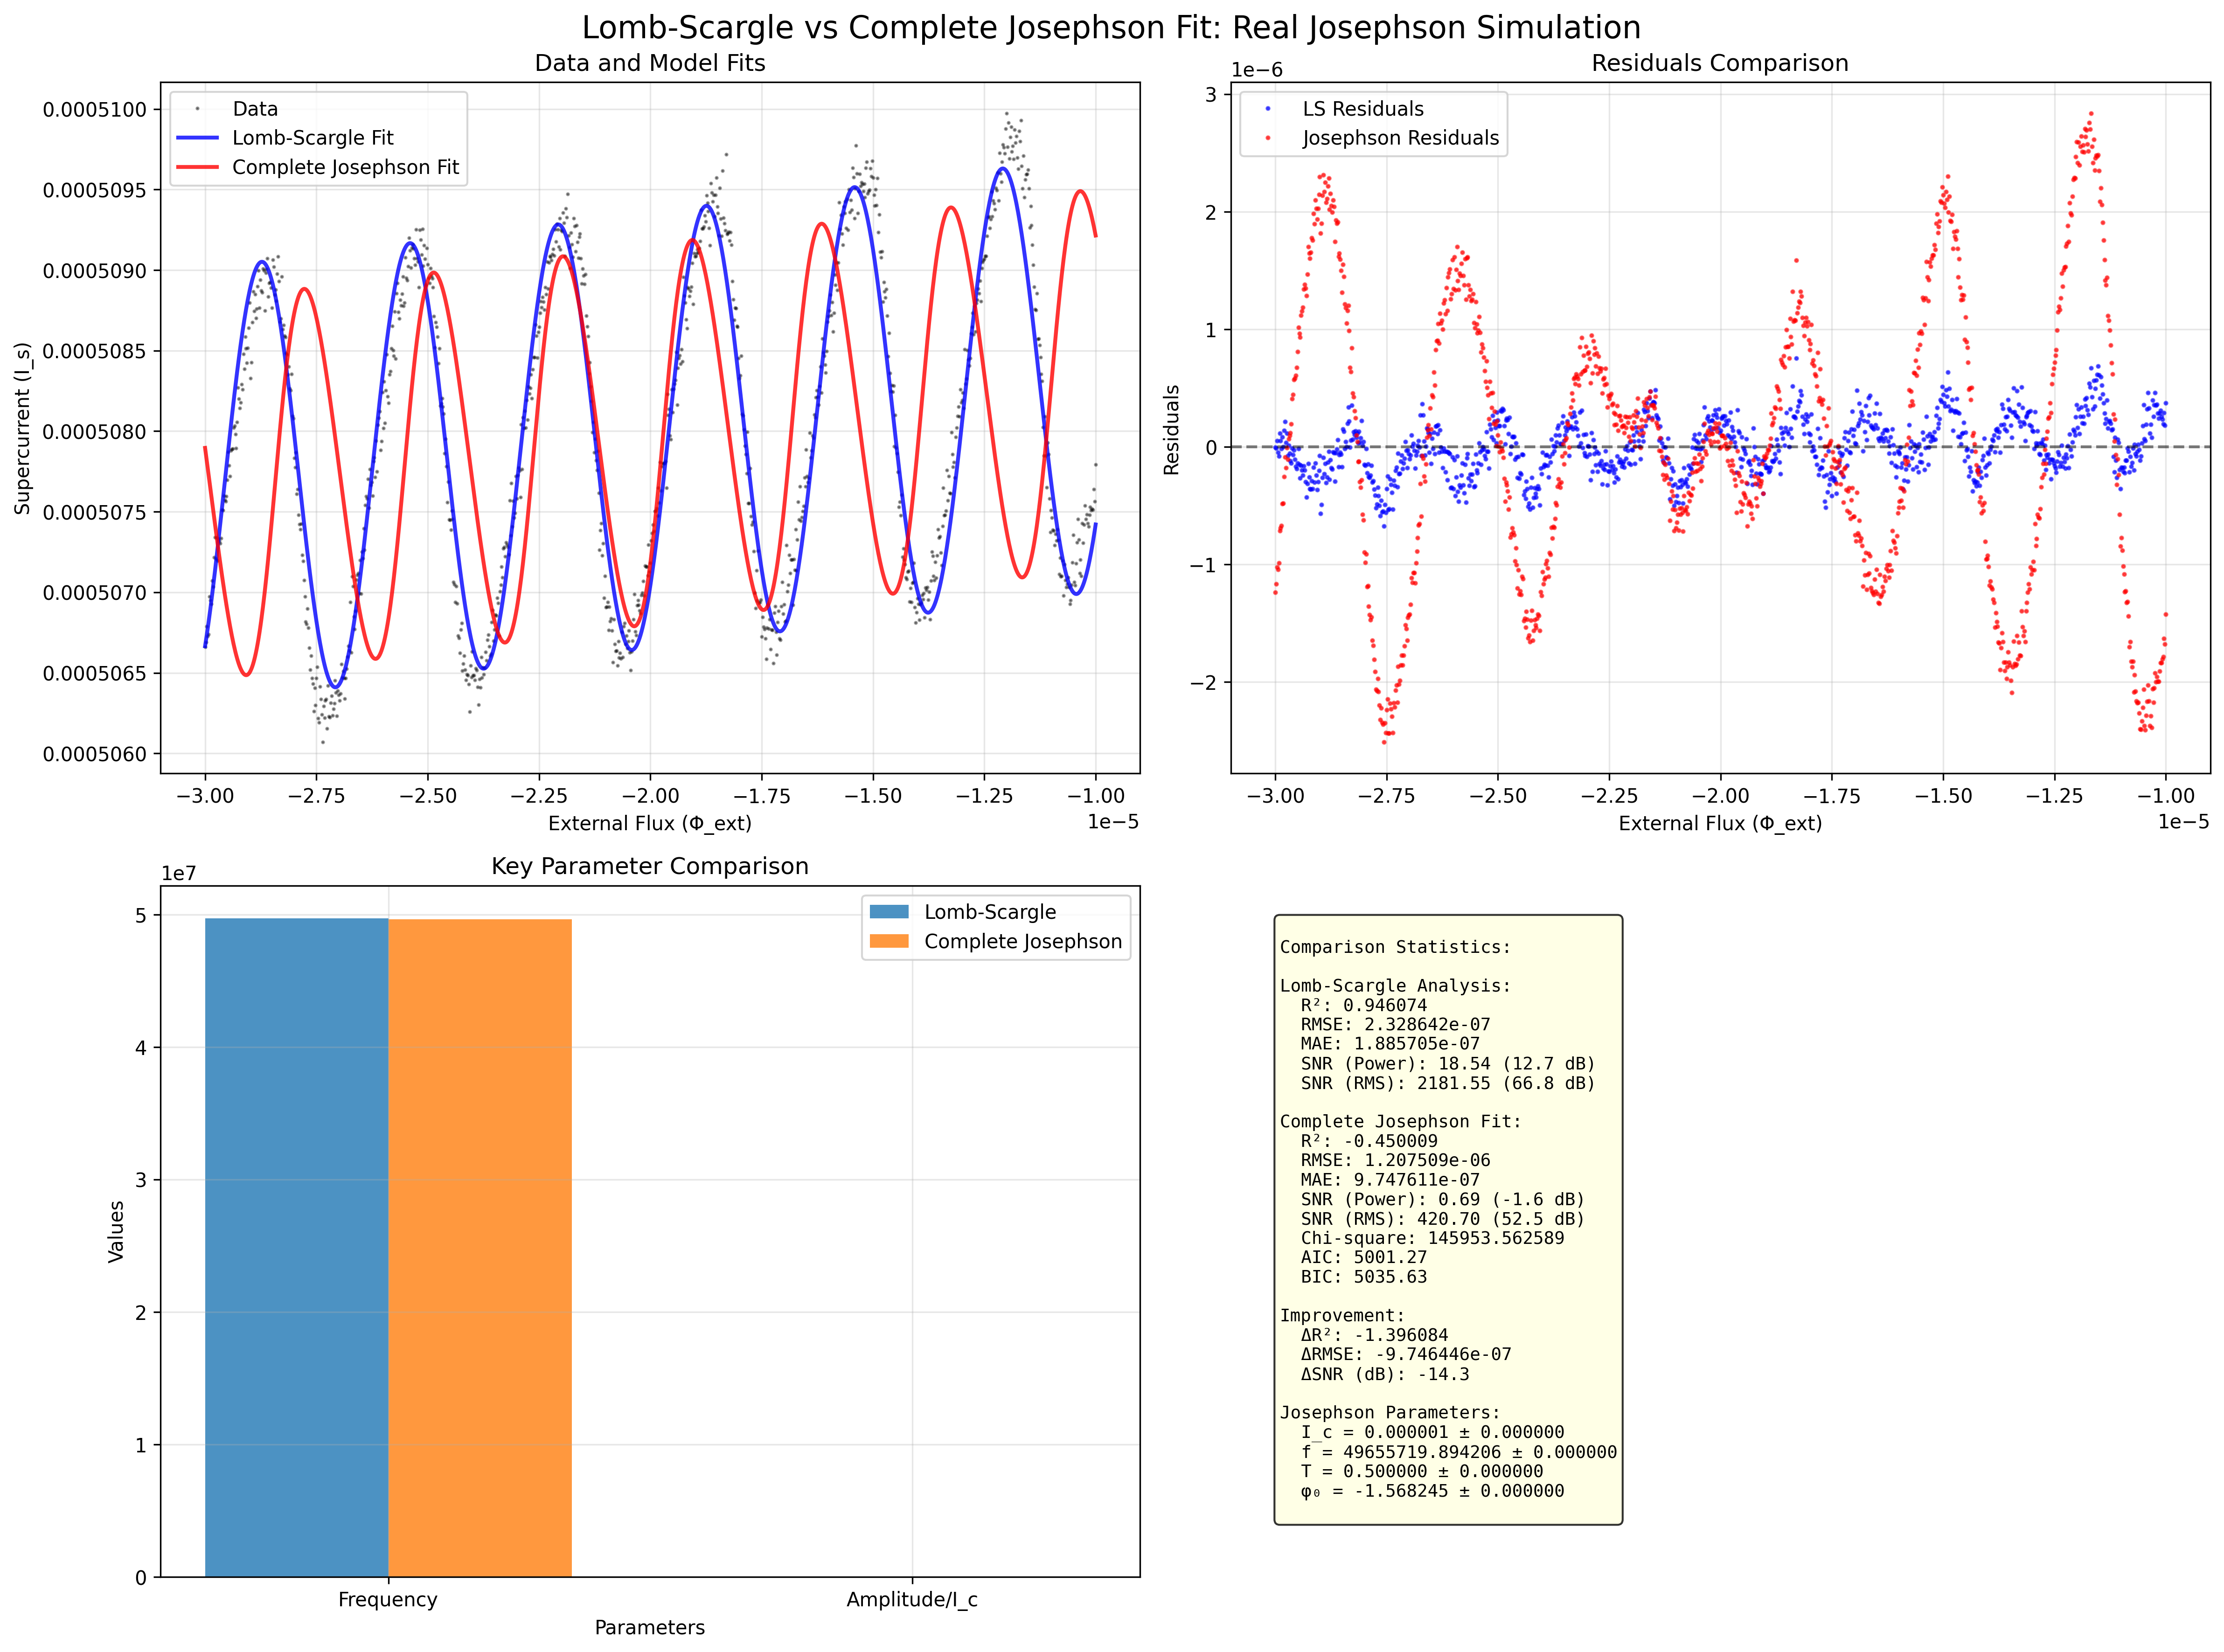 Lomb-Scargle vs Complete Josephson Fit: Real Josephson Simulation
Data and Model Fits
Data
Lomb-Scargle Fit
Complete Josephson Fit
0.0005100
0.0005095
0.0005090
0.0005085
0.0005080
0.0005075
0.0005070
0.0005065
0.0005060
Supercurrent (I_s)
−3.00 −2.75 −2.50 −2.25 −2.00 −1.75 −1.50 −1.25 −1.00
1e−5
External Flux (Φ_ext)
Residuals Comparison
1e−6
LS Residuals
Josephson Residuals
3
2
1
0
−1
−2
Residuals
−3.00 −2.75 −2.50 −2.25 −2.00 −1.75 −1.50 −1.25 −1.00
1e−5
External Flux (Φ_ext)
Key Parameter Comparison
1e7
Lomb-Scargle
Complete Josephson
5
4
3
2
1
0
Values
Frequency Amplitude/I_c
Parameters
Comparison Statistics:
Lomb-Scargle Analysis:
R²: 0.946074
RMSE: 2.328642e-07
MAE: 1.885705e-07
SNR (Power): 18.54 (12.7 dB)
SNR (RMS): 2181.55 (66.8 dB)
Complete Josephson Fit:
R²: -0.450009
RMSE: 1.207509e-06
MAE: 9.747611e-07
SNR (Power): 0.69 (-1.6 dB)
SNR (RMS): 420.70 (52.5 dB)
Chi-square: 145953.562589
AIC: 5001.27
BIC: 5035.63
Improvement:
ΔR²: -1.396084
ΔRMSE: -9.746446e-07
ΔSNR (dB): -14.3
Josephson Parameters:
I_c = 0.000001 ± 0.000000
f = 49655719.894206 ± 0.000000
T = 0.500000 ± 0.000000
φ₀ = -1.568245 ± 0.000000